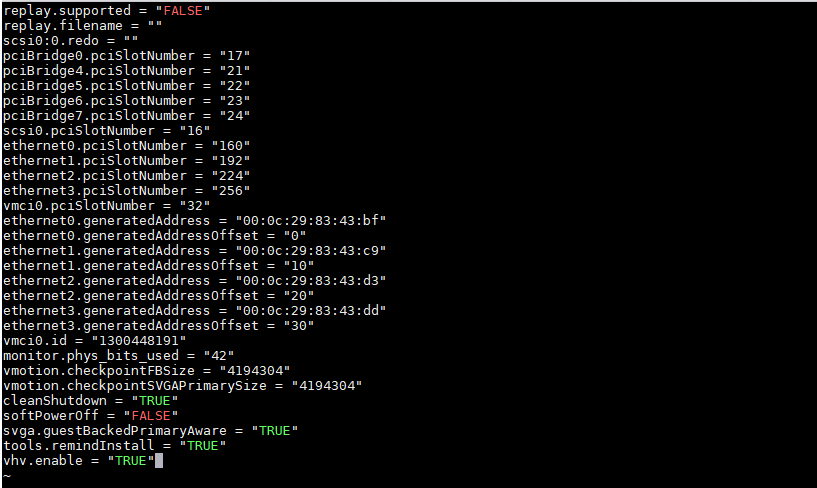 replay.supported = "FALSE"
replay.filename = ""
scsi0:0.redo = ""
pciBridge0.pciSlotNumber = "17"
pciBridge4.pciSlotNumber = "21"
pciBridge5.pciSlotNumber = "22"
pciBridge6.pciSlotNumber = "23"
pciBridge7.pciSlotNumber = "24"
scsi0.pciSlotNumber = "16"
ethernet0.pciSlotNumber = "160"
ethernet1.pciSlotNumber = "192"
ethernet2.pciSlotNumber = "224"
ethernet3.pciSlotNumber = "256"
vmci0.pciSlotNumber = "32"
ethernet0.generatedAddress = "00:0c:29:83:43:bf"
ethernet0.generatedAddressOffset = "0"
ethernet1.generatedAddress = "00:0c:29:83:43:c9"
ethernet1.generatedAddressOffset = "10"
ethernet2.generatedAddress = "00:0c:29:83:43:d3"
ethernet2.generatedAddressOffset = "20"
ethernet3.generatedAddress = "00:0c:29:83:43:dd"
ethernet3.generatedAddressOffset = "30"
vmci0.id = "1300448191"
monitor.phys_bits_used = "42"
vmotion.checkpointFBSize = "4194304"
vmotion.checkpointSVGAPrimarySize = "4194304"
cleanShutdown = "TRUE"
softPowerOff = "FALSE"
svga.guestBackedPrimaryAware = "TRUE"
tools.remindInstall = "TRUE"
vhv.enable = "TRUE"
~